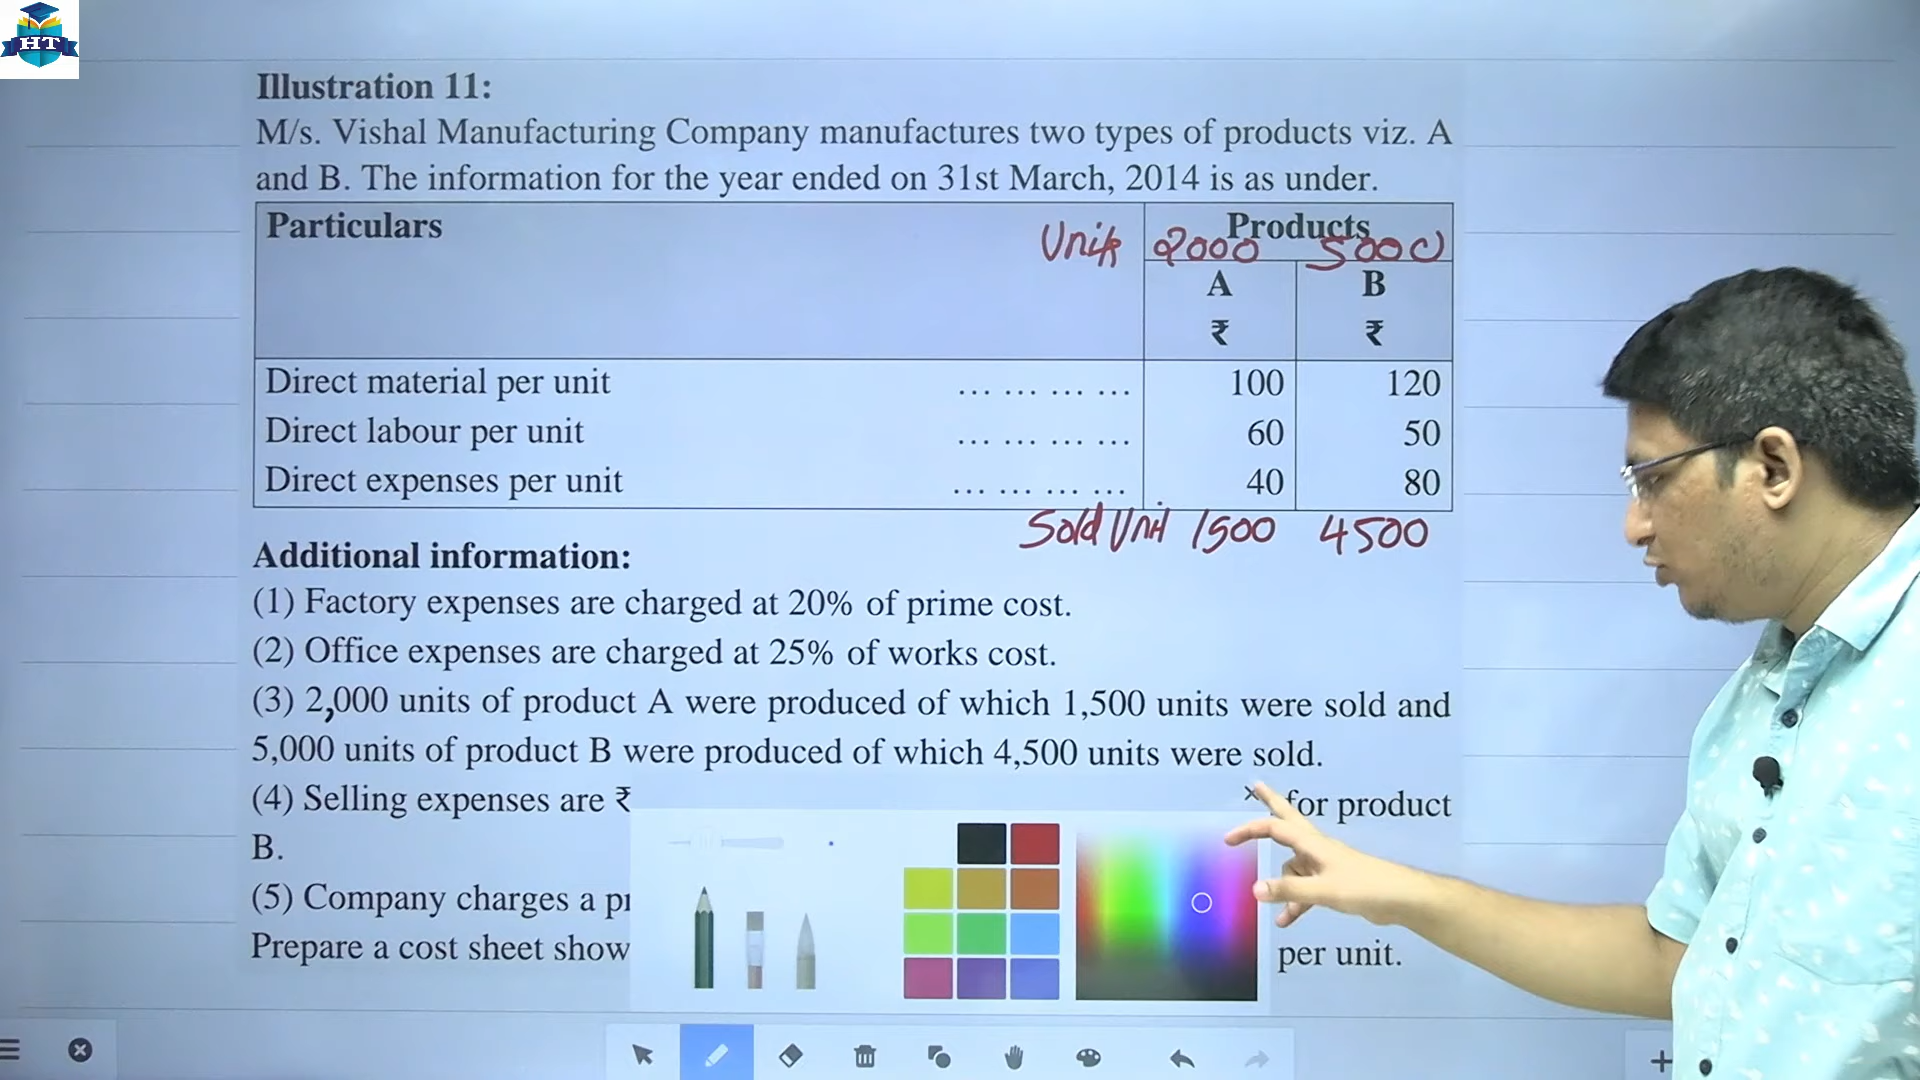 HT
Illustration 11:
M/s. Vishal Manufacturing Company manufactures two types of products viz. A
and B. The information for the year ended on 31st March, 2014 is as under.
Particulars Products
Units 2000 5000
A B
₹ ₹
Direct material per unit ... ... ... ... 100 120
Direct labour per unit ... ... ... ... 60 50
Direct expenses per unit ... ... ... ... 40 80
Sold Unit 1500 4500
Additional information:
(1) Factory expenses are charged at 20% of prime cost.
(2) Office expenses are charged at 25% of works cost.
(3) 2,000 units of product A were produced of which 1,500 units were sold and
5,000 units of product B were produced of which 4,500 units were sold.
(4) Selling expenses are ₹ for product
B.
(5) Company charges a
Prepare a cost sheet show per unit.